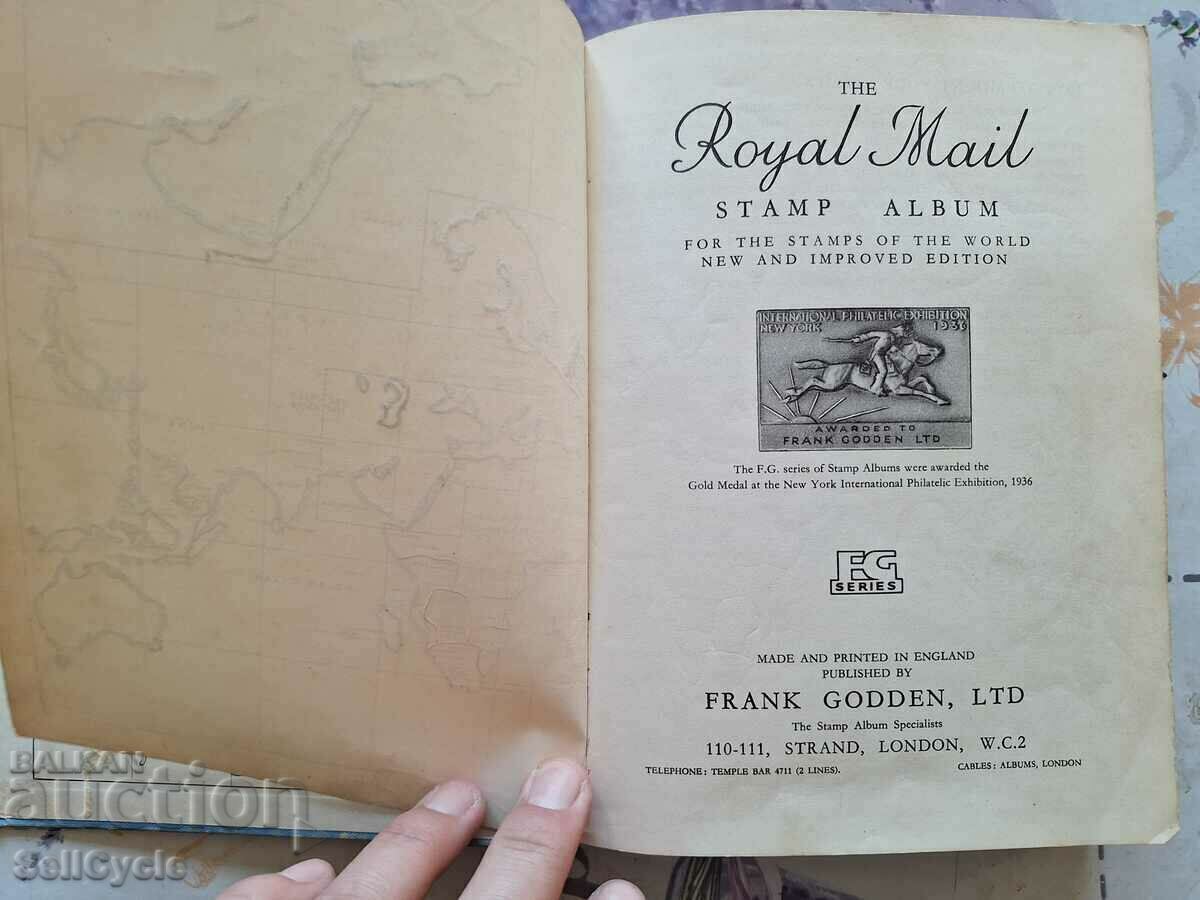 THE
Royal Mail
STAMP ALBUM
FOR THE STAMPS OF THE WORLD
NEW AND IMPROVED EDITION
INTERNATIONAL PHILATELIC EXHIBITION
NEW YORK 1936
AWARDED TO
FRANK GODDEN LTD
The F.G. series of Stamp Albums were awarded the
Gold Medal at the New York International Philatelic Exhibition, 1936
FG
SERIES
MADE AND PRINTED IN ENGLAND
PUBLISHED BY
FRANK GODDEN, LTD
The Stamp Album Specialists
110-111, STRAND, LONDON, W.C.2
TELEPHONE: TEMPLE BAR 4711 (2 LINES). CABLES: ALBUMS, LONDON
BALKAN
auction
SellCycle